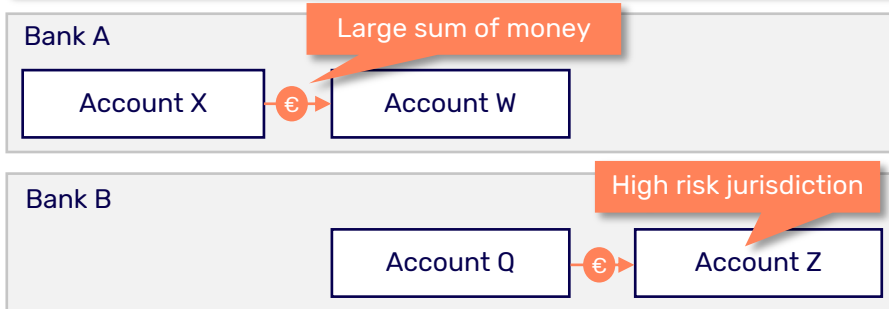 Bank A
Large sum of money
Account X
€
Account W
Bank B
High risk jurisdiction
Account Q
€
Account Z